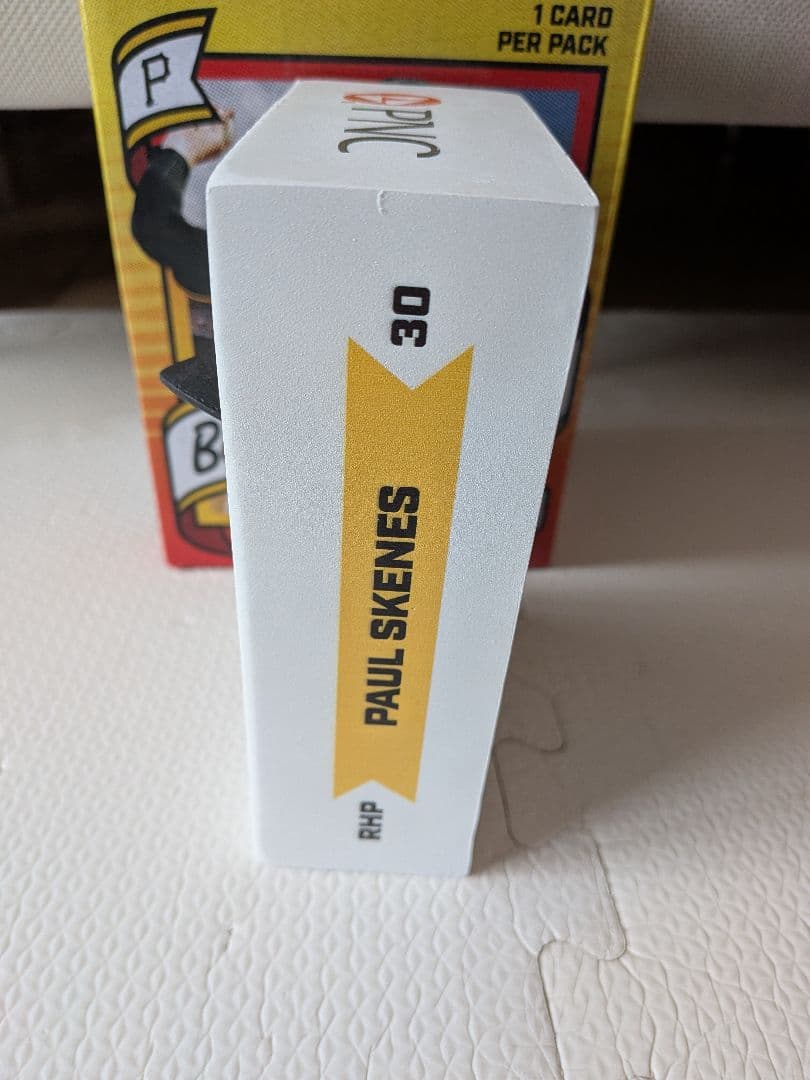 1 CARD
PER PACK
P
PNC
30
PAUL SKENES
RHP
B